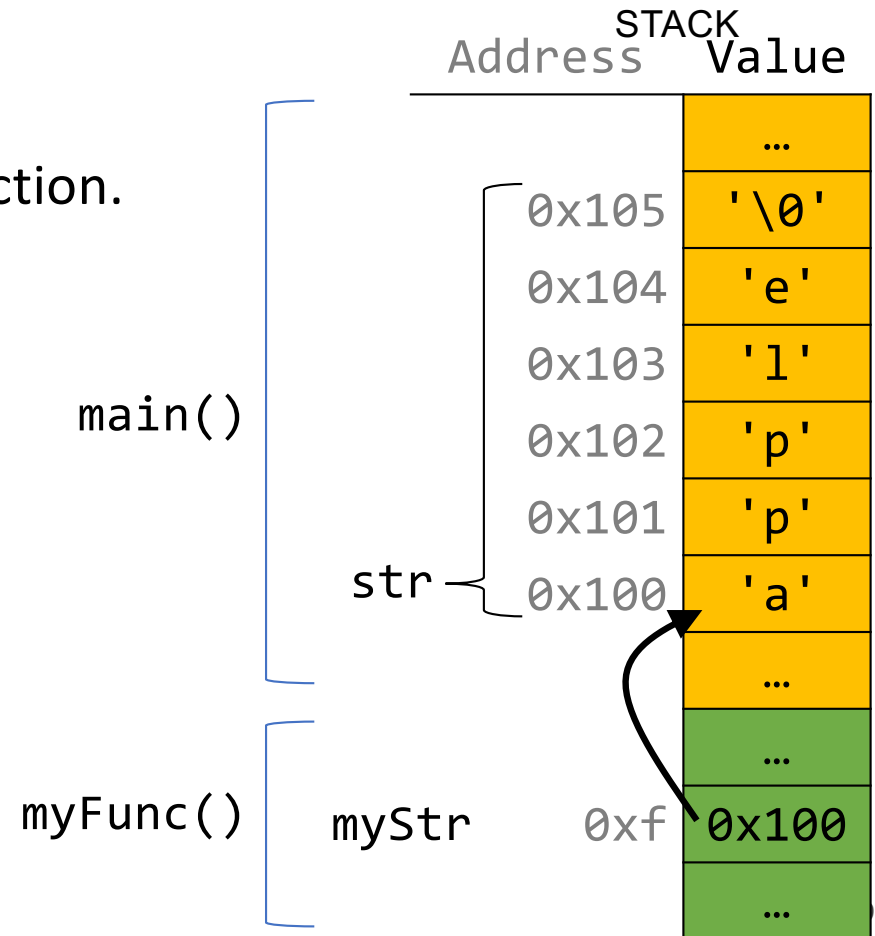 STACK
Address Value
…
ction.
0x105 '\0'
0x104 'e'
0x103 'l'
main()
0x102 'p'
0x101 'p'
str 0x100 'a'
…
…
myFunc() myStr 0xf 0x100
…